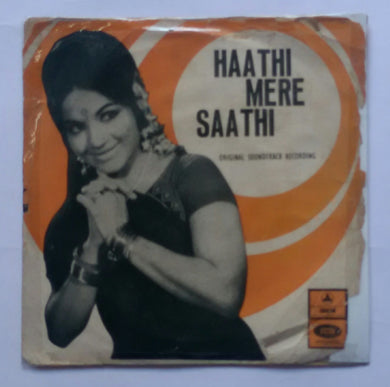 HAATHI
MERE
SAATHI
ORIGINAL SOUNDTRACK RECORDING